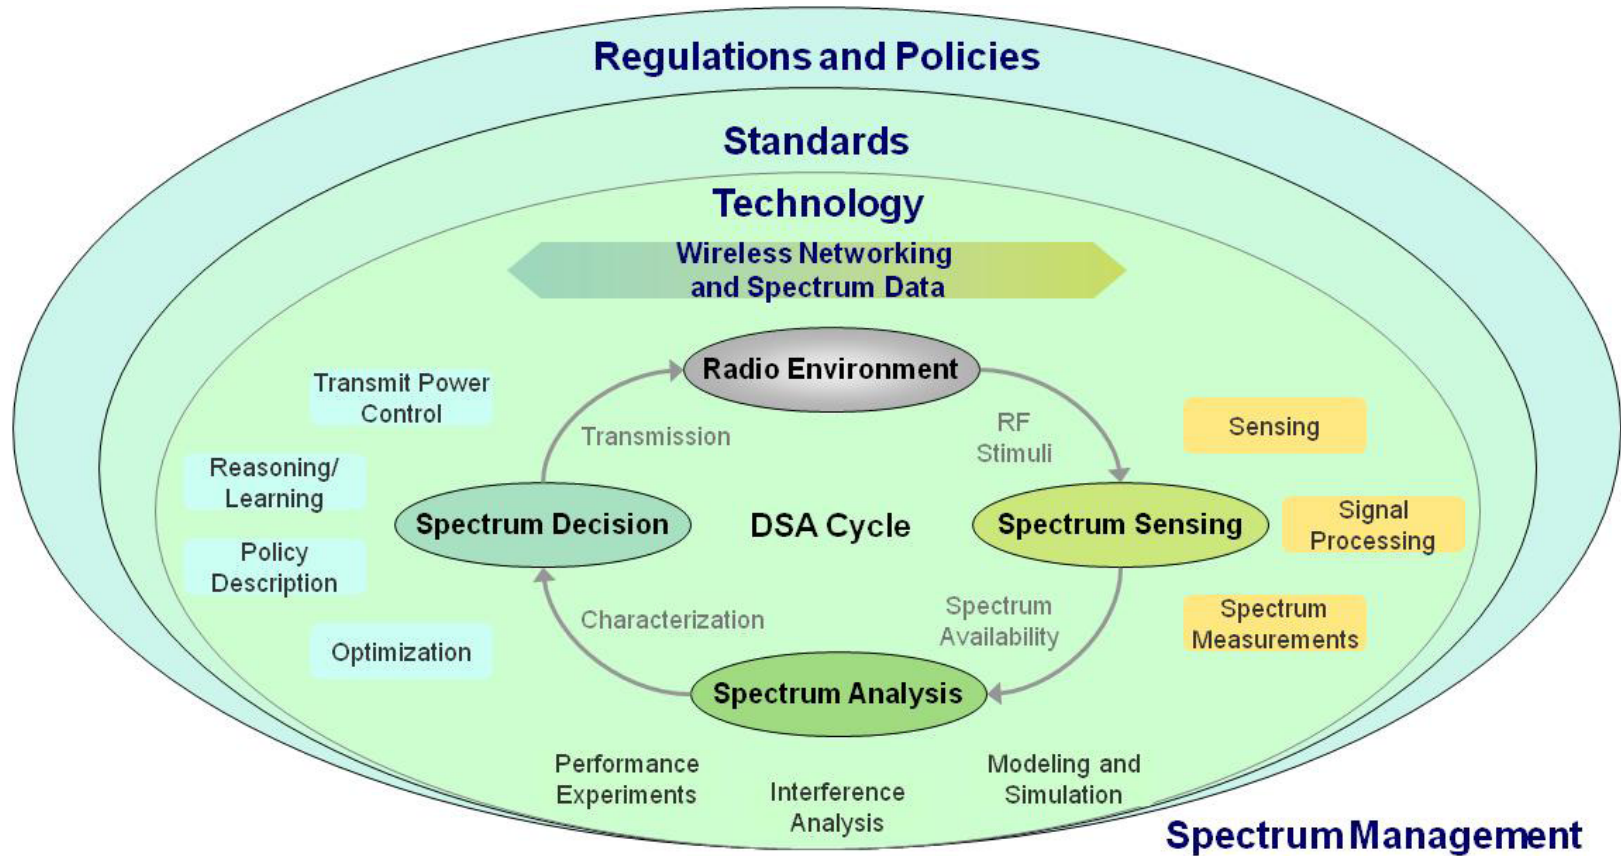 Regulations and Policies
Standards
Technology
Wireless Networking
and Spectrum Data
Radio Environment
Transmit Power
Control
Transmission
RF
Stimuli
Sensing
Reasoning/
Learning
Spectrum Decision
DSA Cycle
Spectrum Sensing
Signal
Processing
Policy
Description
Characterization
Spectrum
Availability
Spectrum
Measurements
Optimization
Spectrum Analysis
Performance
Experiments
Interference
Analysis
Modeling and
Simulation
Spectrum Management